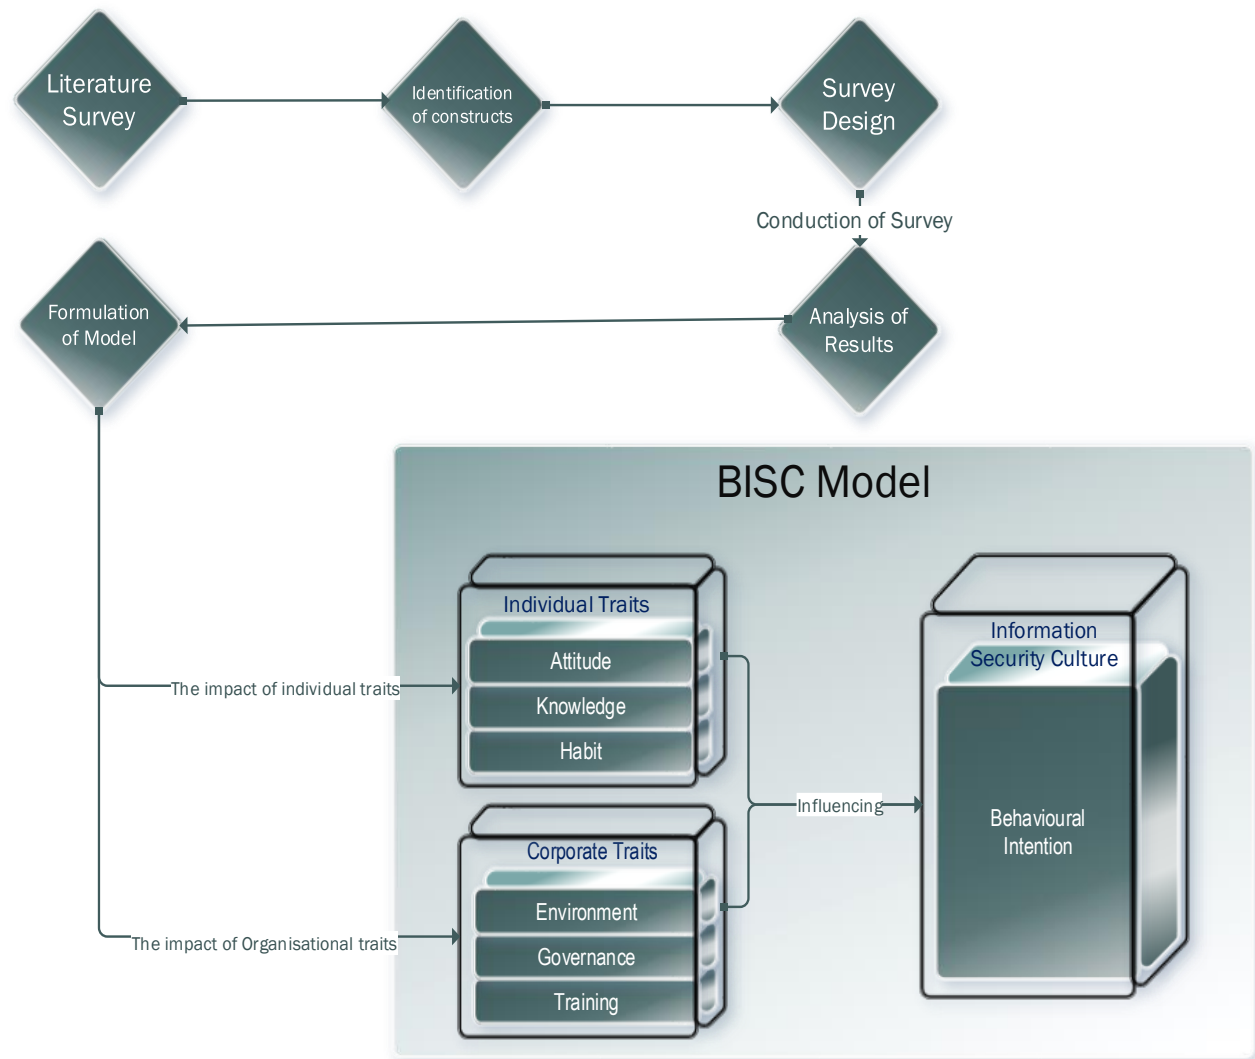 Literature
Survey
Identification
of constructs
Survey
Design
Conduction of Survey
Formulation
of Model
Analysis of
Results
BISC Model
Individual Traits
Attitude
Knowledge
Habit
The impact of individual traits
Information
Security Culture
Behavioural
Intention
Influencing
Corporate Traits
Environment
Governance
Training
The impact of Organisational traits